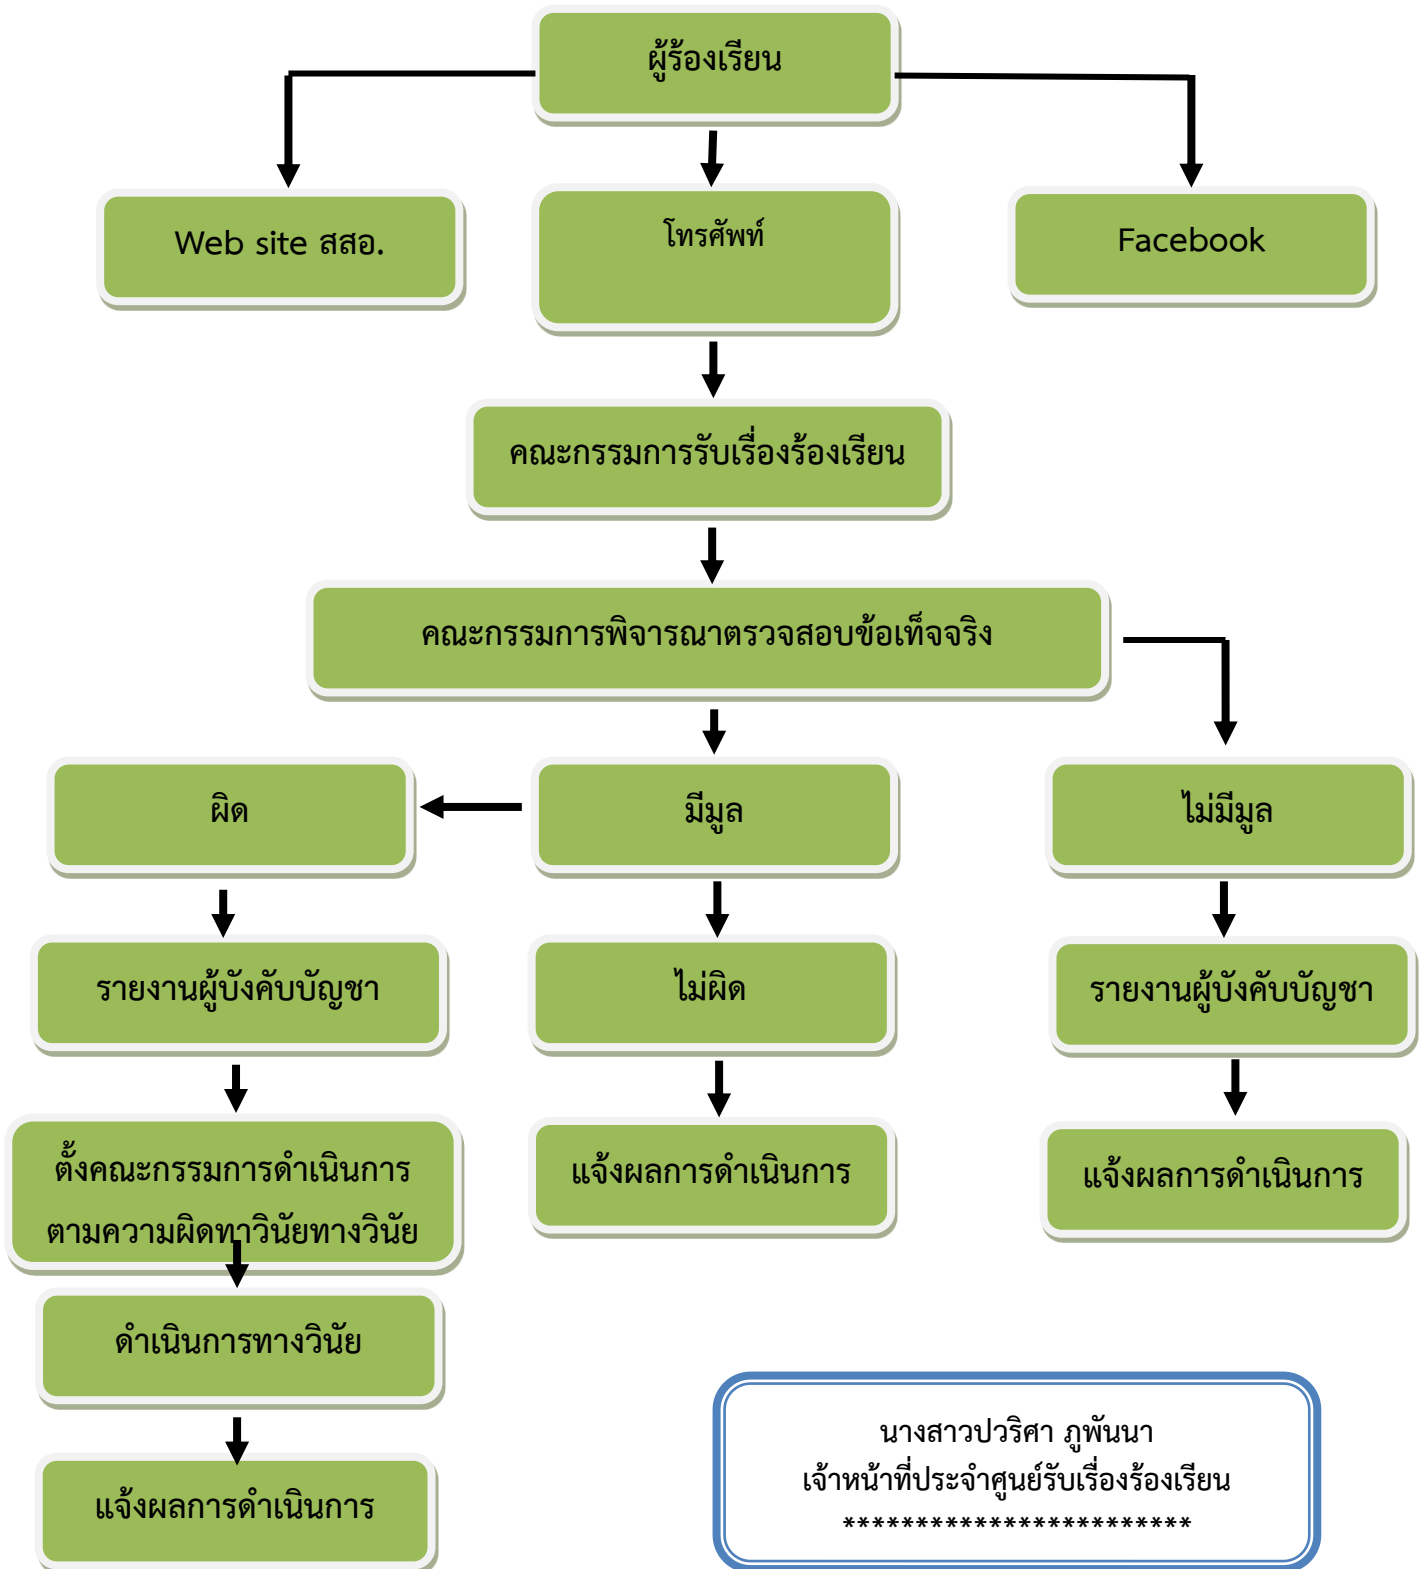 ผู้ร้องเรียน
Web site สสอ.
โทรศัพท์
Facebook
คณะกรรมการรับเรื่องร้องเรียน
คณะกรรมการพิจารณาตรวจสอบข้อเท็จจริง
ผิด
มีมูล
ไม่มีมูล
รายงานผู้บังคับบัญชา
ไม่ผิด
รายงานผู้บังคับบัญชา
ตั้งคณะกรรมการดำเนินการ
ตามความผิดทาวินัยทางวินัย
แจ้งผลการดำเนินการ
แจ้งผลการดำเนินการ
ดำเนินการทางวินัย
แจ้งผลการดำเนินการ
นางสาวปวริศา ภูพันนา
เจ้าหน้าที่ประจำศูนย์รับเรื่องร้องเรียน
************************